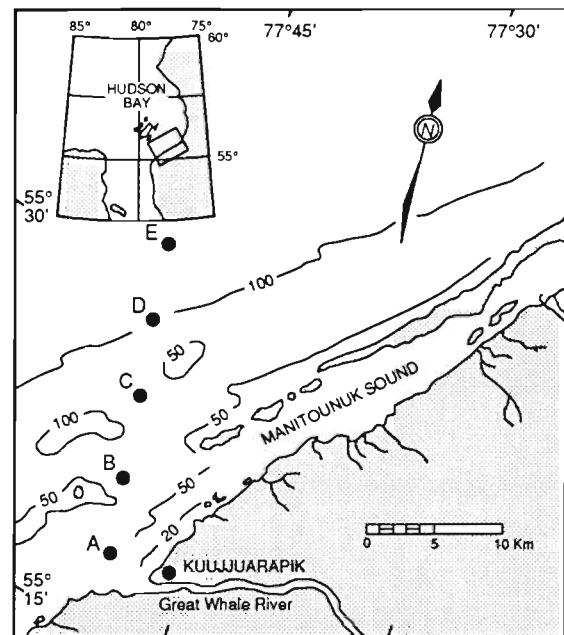 85°
80°
75°
60°
HUDSON
BAY
55°
77°45'
77°30'
N
55°
30'
E
100
D
50
C
100
50
MANITOUNUK SOUND
B
50
50
20
A
KUUJJUARAPIK
0 5 10 Km
55°
15'
Great Whale River